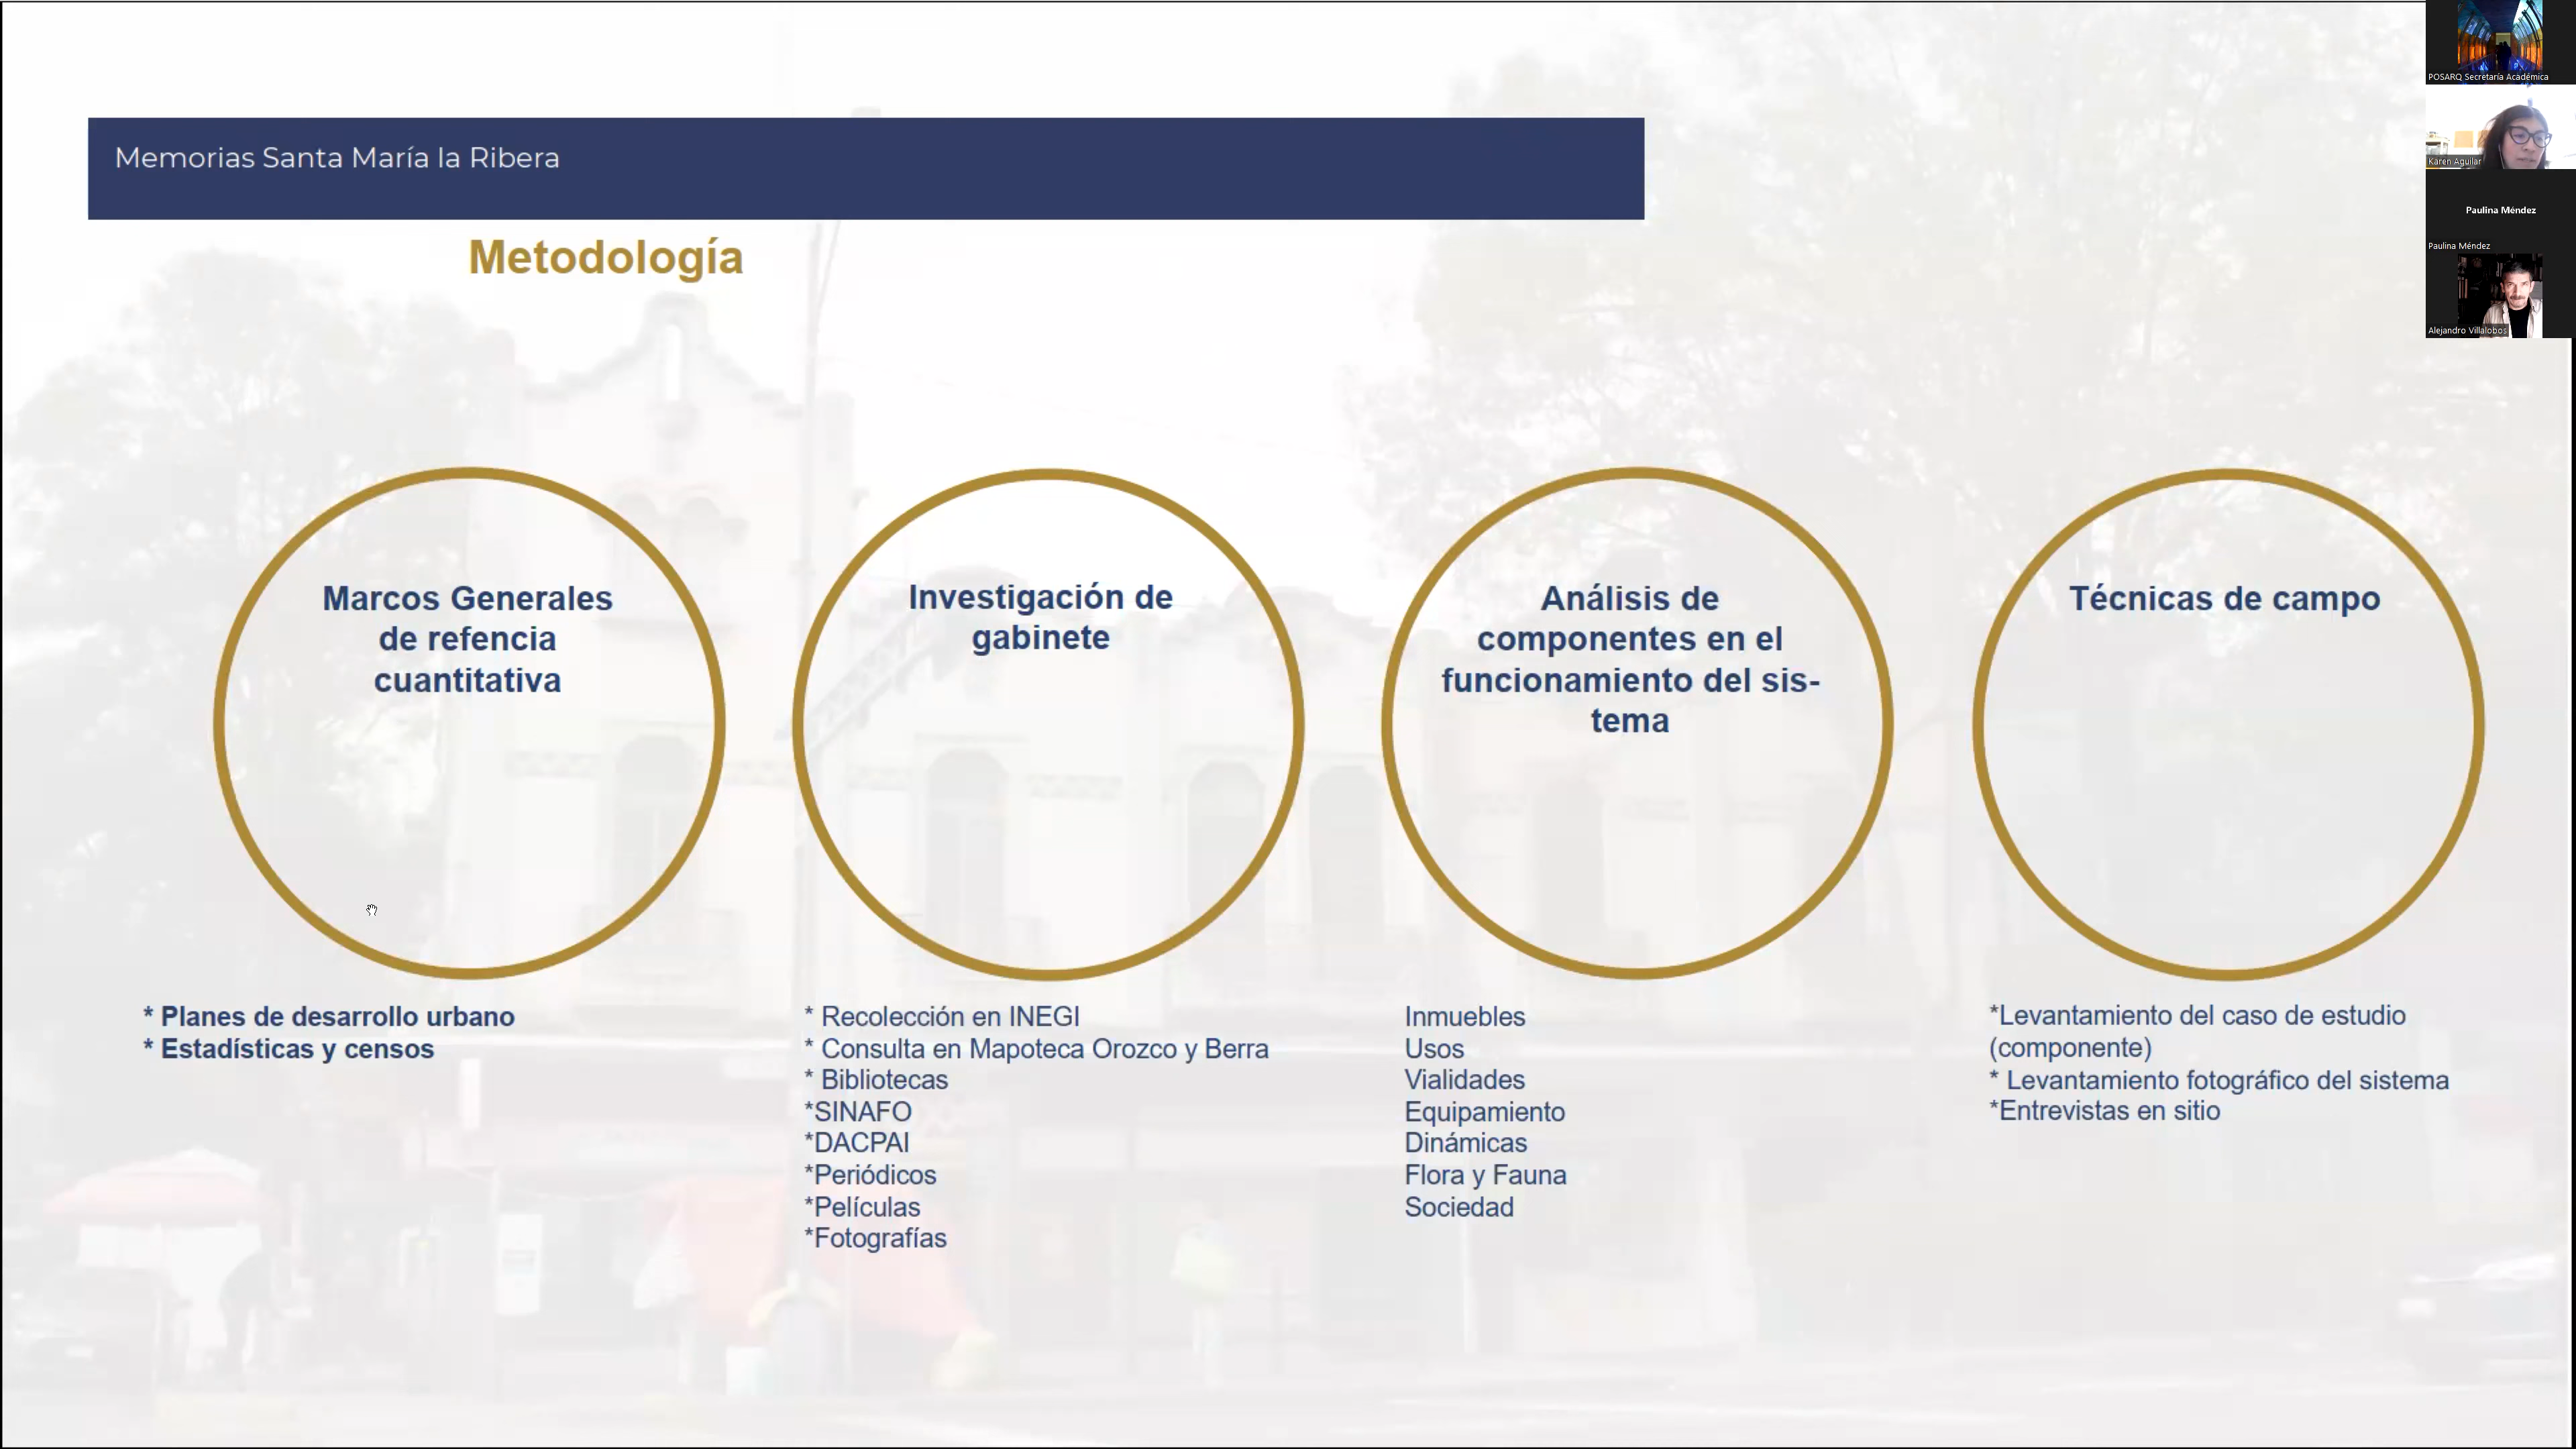 Memorias Santa María la Ribera
Metodología
Marcos Generales
de refencia
cuantitativa
* Planes de desarrollo urbano
* Estadísticas y censos
Investigación de
gabinete
* Recolección en INEGI
* Consulta en Mapoteca Orozco y Berra
* Bibliotecas
*SINAFO
*DACPAI
*Periódicos
*Películas
*Fotografías
Análisis de
componentes en el
funcionamiento del sis-
tema
Inmuebles
Usos
Vialidades
Equipamiento
Dinámicas
Flora y Fauna
Sociedad
Técnicas de campo
*Levantamiento del caso de estudio
(componente)
* Levantamiento fotográfico del sistema
*Entrevistas en sitio
POSARQ Secretaría Académica
Karen Aguilar
Paulina Méndez
Paulina Méndez
Alejandro Villalobos